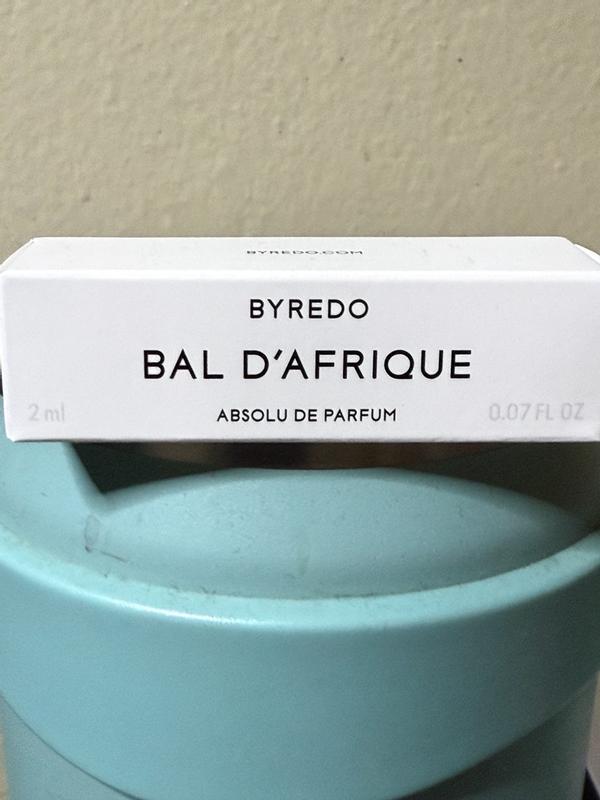 BYREDO.COM
BYREDO
BAL D'AFRIQUE
2 ml
ABSOLU DE PARFUM
0.07 FL OZ